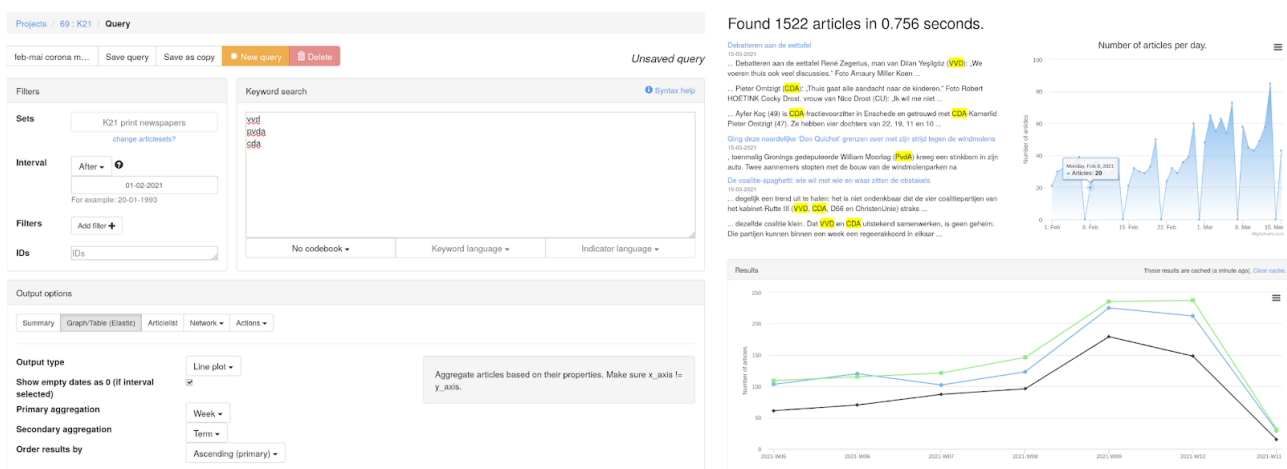 Projects / 69 : K21 / Query
feb-mai corona m... Save query Save as copy New query Delete
Unsaved query
Filters
Sets
K21 print newspapers
change articlesets?
Interval
After
01-02-2021
For example: 20-01-1993
Filters
Add filter
IDs
IDs
Keyword search
Syntax help
vvd
pvda
cda
No codebook Keyword language Indicator language
Output options
Summary Graph/Table (Elastic) Articlelist Network Actions
Output type
Line plot
Show empty dates as 0 (if interval
selected)
Primary aggregation
Week
Secondary aggregation
Term
Order results by
Ascending (primary)
Aggregate articles based on their properties. Make sure x_axis !=
y_axis.
Found 1522 articles in 0.756 seconds.
Debatteren aan de eettafel
15-03-2021
... Debatteren aan de eettafel René Zegerius, man van Dilan Yeşilgöz (VVD): „We
voeren thuis ook veel discussies." Foto Amaury Miller Koen ...
... Pieter Omtzigt (CDA): „Thuis gaat alle aandacht naar de kinderen." Foto Robert
HOETINK Cocky Drost, vrouw van Nico Drost (CU): „Ik wil me niet ...
... Ayfer Koç (49) is CDA-fractievoorzitter in Enschede en getrouwd met CDA-Kamerlid
Pieter Omtzigt (47). Ze hebben vier dochters van 22, 19, 11 en 10 ...
Ging deze noordelijke 'Don Quichot' grenzen over met zijn strijd tegen de windmolens
15-03-2021
, toenmalig Gronings gedeputeerde William Moorlag (PvdA) kreeg een stinkbom in zijn
auto. Twee aannemers stopten met de bouw van de windmolenparken na
De coalitie-spaghetti: wie wil met wie en waar zitten de obstakels
15-03-2021
... degelijk een trend uit te halen: het is niet ondenkbaar dat de vier coalitiepartijen van
het kabinet-Rutte III (VVD, CDA, D66 en ChristenUnie) straks ...
... dezelfde coalitie klein. Dat VVD en CDA uitstekend samenwerken, is geen geheim.
Die partijen kunnen binnen een week een regeerakkoord in elkaar ...
Number of articles per day.
Number of articles
100
80
60
40
20
0
Monday, Feb 8, 2021
Articles: 20
1. Feb 8. Feb 15. Feb 22. Feb 1. Mar 8. Mar 15. Mar
Highcharts.com
Results
These results are cached (a minute ago). Clear cache.
Number of articles
250
200
150
100
50
0
2021-W05 2021-W06 2021-W07 2021-W08 2021-W09 2021-W10 2021-W11